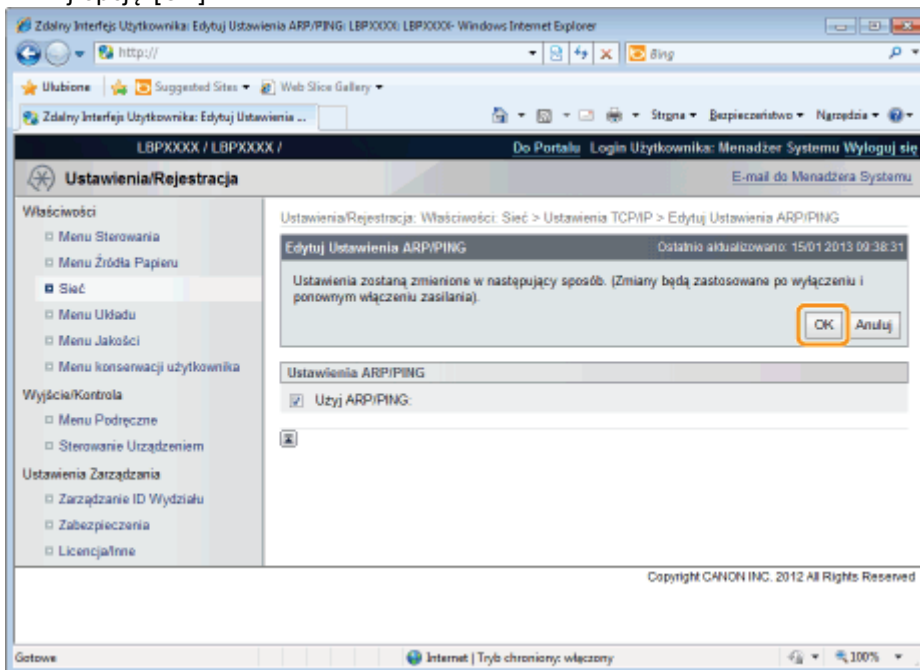 Zdalny Interfejs Użytkownika: Edytuj Ustawienia ARP/PING: LBPXXXX: LBPXXXX- Windows Internet Explorer
http://
Bing
Ulubione Suggested Sites Web Slice Gallery
Zdalny Interfejs Użytkownika: Edytuj Ustawienia ...
Strona Bezpieczeństwo Narzędzia
LBPXXXX / LBPXXXX /
Do Portalu Login Użytkownika: Menadżer Systemu Wyloguj się
Ustawienia/Rejestracja
E-mail do Menadżera Systemu
Właściwości
Menu Sterowania
Menu Źródła Papieru
Sieć
Menu Układu
Menu Jakości
Menu konserwacji użytkownika
Wyjście/Kontrola
Menu Podręczne
Sterowanie Urządzeniem
Ustawienia Zarządzania
Zarządzanie ID Wydziału
Zabezpieczenia
Licencja/Inne
Ustawienia/Rejestracja: Właściwości: Sieć > Ustawienia TCP/IP > Edytuj Ustawienia ARP/PING
Edytuj Ustawienia ARP/PING
Ostatnio aktualizowano: 15/01 2013 09:38:31
Ustawienia zostaną zmienione w następujący sposób. (Zmiany będą zastosowane po wyłączeniu i
ponownym włączeniu zasilania).
OK Anuluj
Ustawienia ARP/PING
Użyj ARP/PING:
Copyright CANON INC. 2012 All Rights Reserved
Gotowe
Internet | Tryb chroniony: włączony
100%